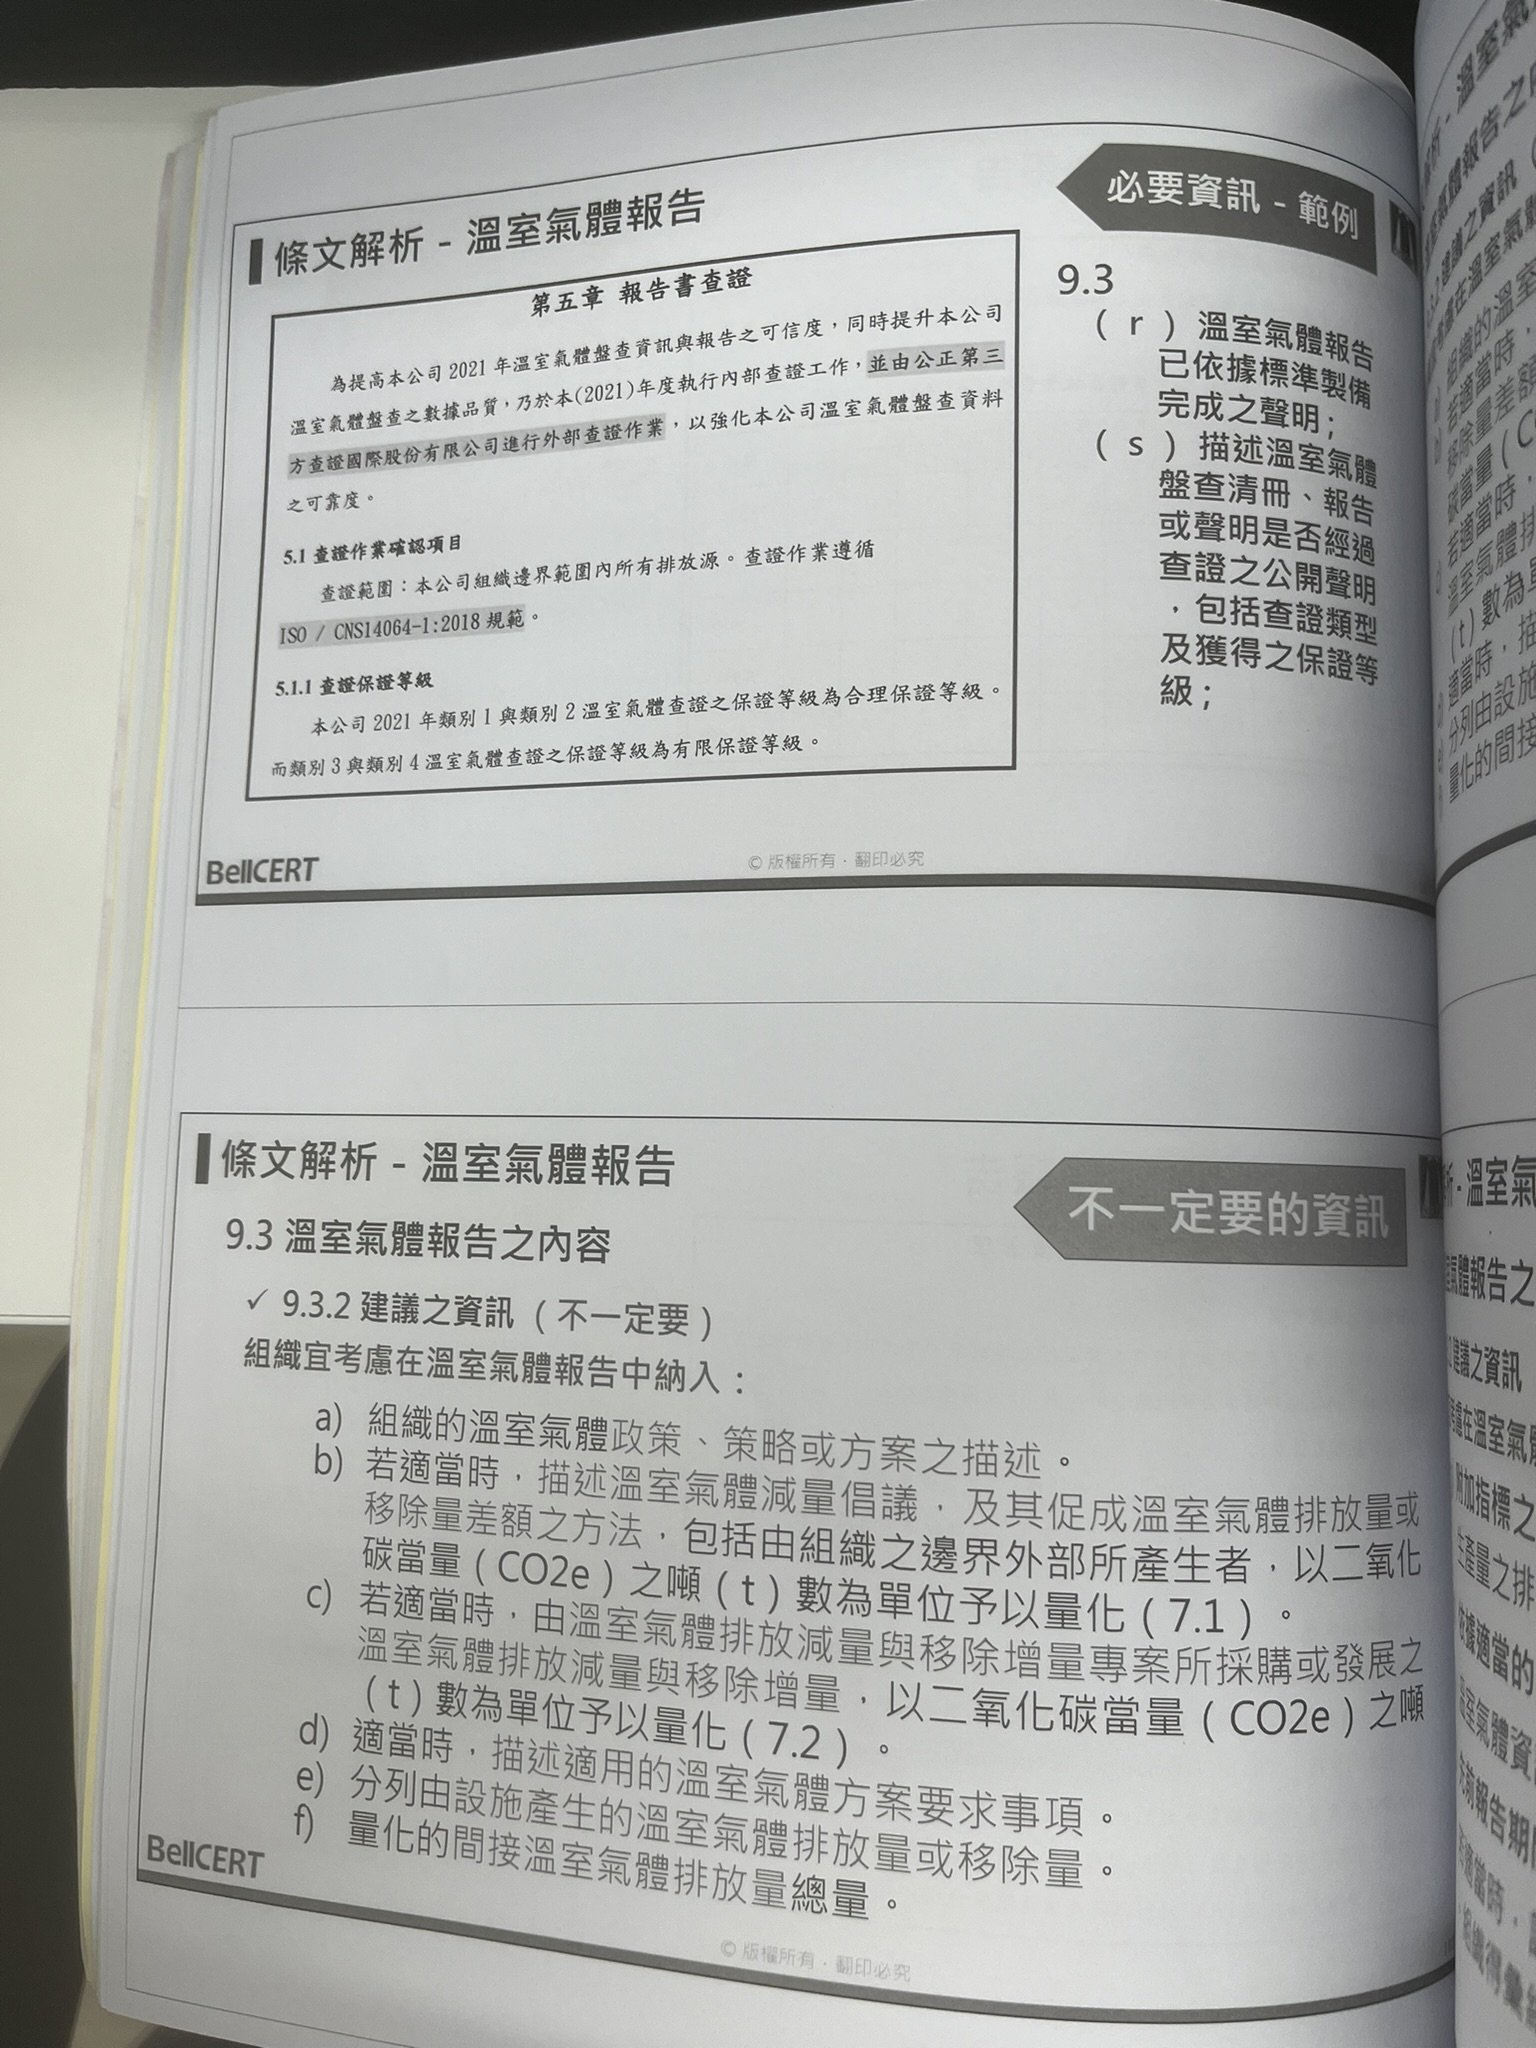 條文解析 - 溫室氣體報告
必要資訊 - 範例
第五章 報告書查證
為提高本公司 2021 年溫室氣體盤查資訊與報告之可信度，同時提升本公司
溫室氣體盤查之數據品質，乃於本(2021)年度執行內部查證工作，並由公正第三
方查證國際股份有限公司進行外部查證作業，以強化本公司溫室氣體盤查資料
之可靠度。
5.1 查證作業確認項目
查證範圍：本公司組織邊界範圍內所有排放源。查證作業遵循
ISO / CNS14064-1:2018 規範。
5.1.1 查證保證等級
本公司 2021 年類別 1 與類別 2 溫室氣體查證之保證等級為合理保證等級。
而類別 3 與類別 4 溫室氣體查證之保證等級為有限保證等級。
9.3
（ r ） 溫室氣體報告
已依據標準製備
完成之聲明；
（ s ） 描述溫室氣體
盤查清冊、報告
或聲明是否經過
查證之公開聲明
，包括查證類型
及獲得之保證等
級；
BellCERT
© 版權所有．翻印必究
條文解析 - 溫室氣體報告
不一定要的資訊
9.3 溫室氣體報告之內容
✓ 9.3.2 建議之資訊 （ 不一定要 ）
組織宜考慮在溫室氣體報告中納入：
a) 組織的溫室氣體政策、策略或方案之描述。
b) 若適當時，描述溫室氣體減量倡議，及其促成溫室氣體排放量或
移除量差額之方法，包括由組織之邊界外部所產生者，以二氧化
碳當量（CO2e）之噸（t）數為單位予以量化（7.1）。
c) 若適當時，由溫室氣體排放減量與移除增量專案所採購或發展之
溫室氣體排放減量與移除增量，以二氧化碳當量（CO2e）之噸
（t）數為單位予以量化（7.2）。
d) 適當時，描述適用的溫室氣體方案要求事項。
e) 分列由設施產生的溫室氣體排放量或移除量。
f) 量化的間接溫室氣體排放量總量。
BellCERT
© 版權所有．翻印必究